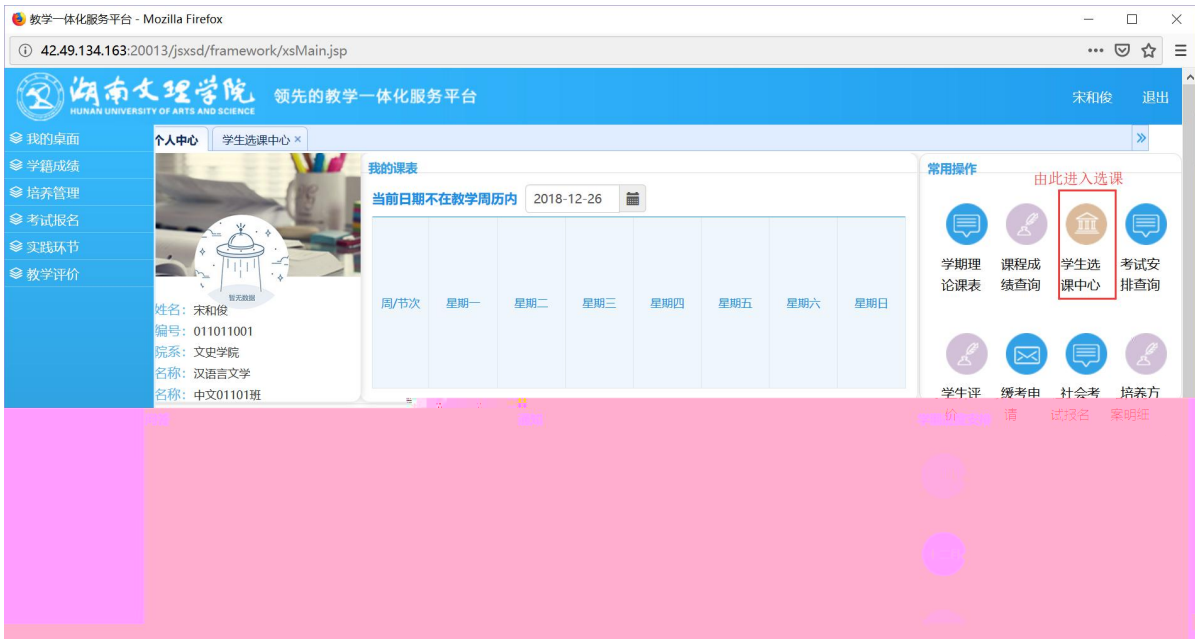 教学一体化服务平台 - Mozilla Firefox
42.49.134.163:20013/jsxsd/framework/xsMain.jsp
湖南文理学院
HUNAN UNIVERSITY OF ARTS AND SCIENCE
领先的教学一体化服务平台
宋和俊 退出
我的桌面
学籍成绩
培养管理
考试报名
实践环节
教学评价
个人中心 学生选课中心 ×
暂无数据
姓名：宋和俊
编号：011011001
院系：文史学院
名称：汉语言文学
名称：中文01101班
我的课表
当前日期不在教学周历内 2018-12-26
周/节次 星期一 星期二 星期三 星期四 星期五 星期六 星期日
常用操作
由此进入选课
学期理论课表
课程成绩查询
学生选课中心
考试安排查询
学生评价
缓考申请
社会考试报名
培养方案明细